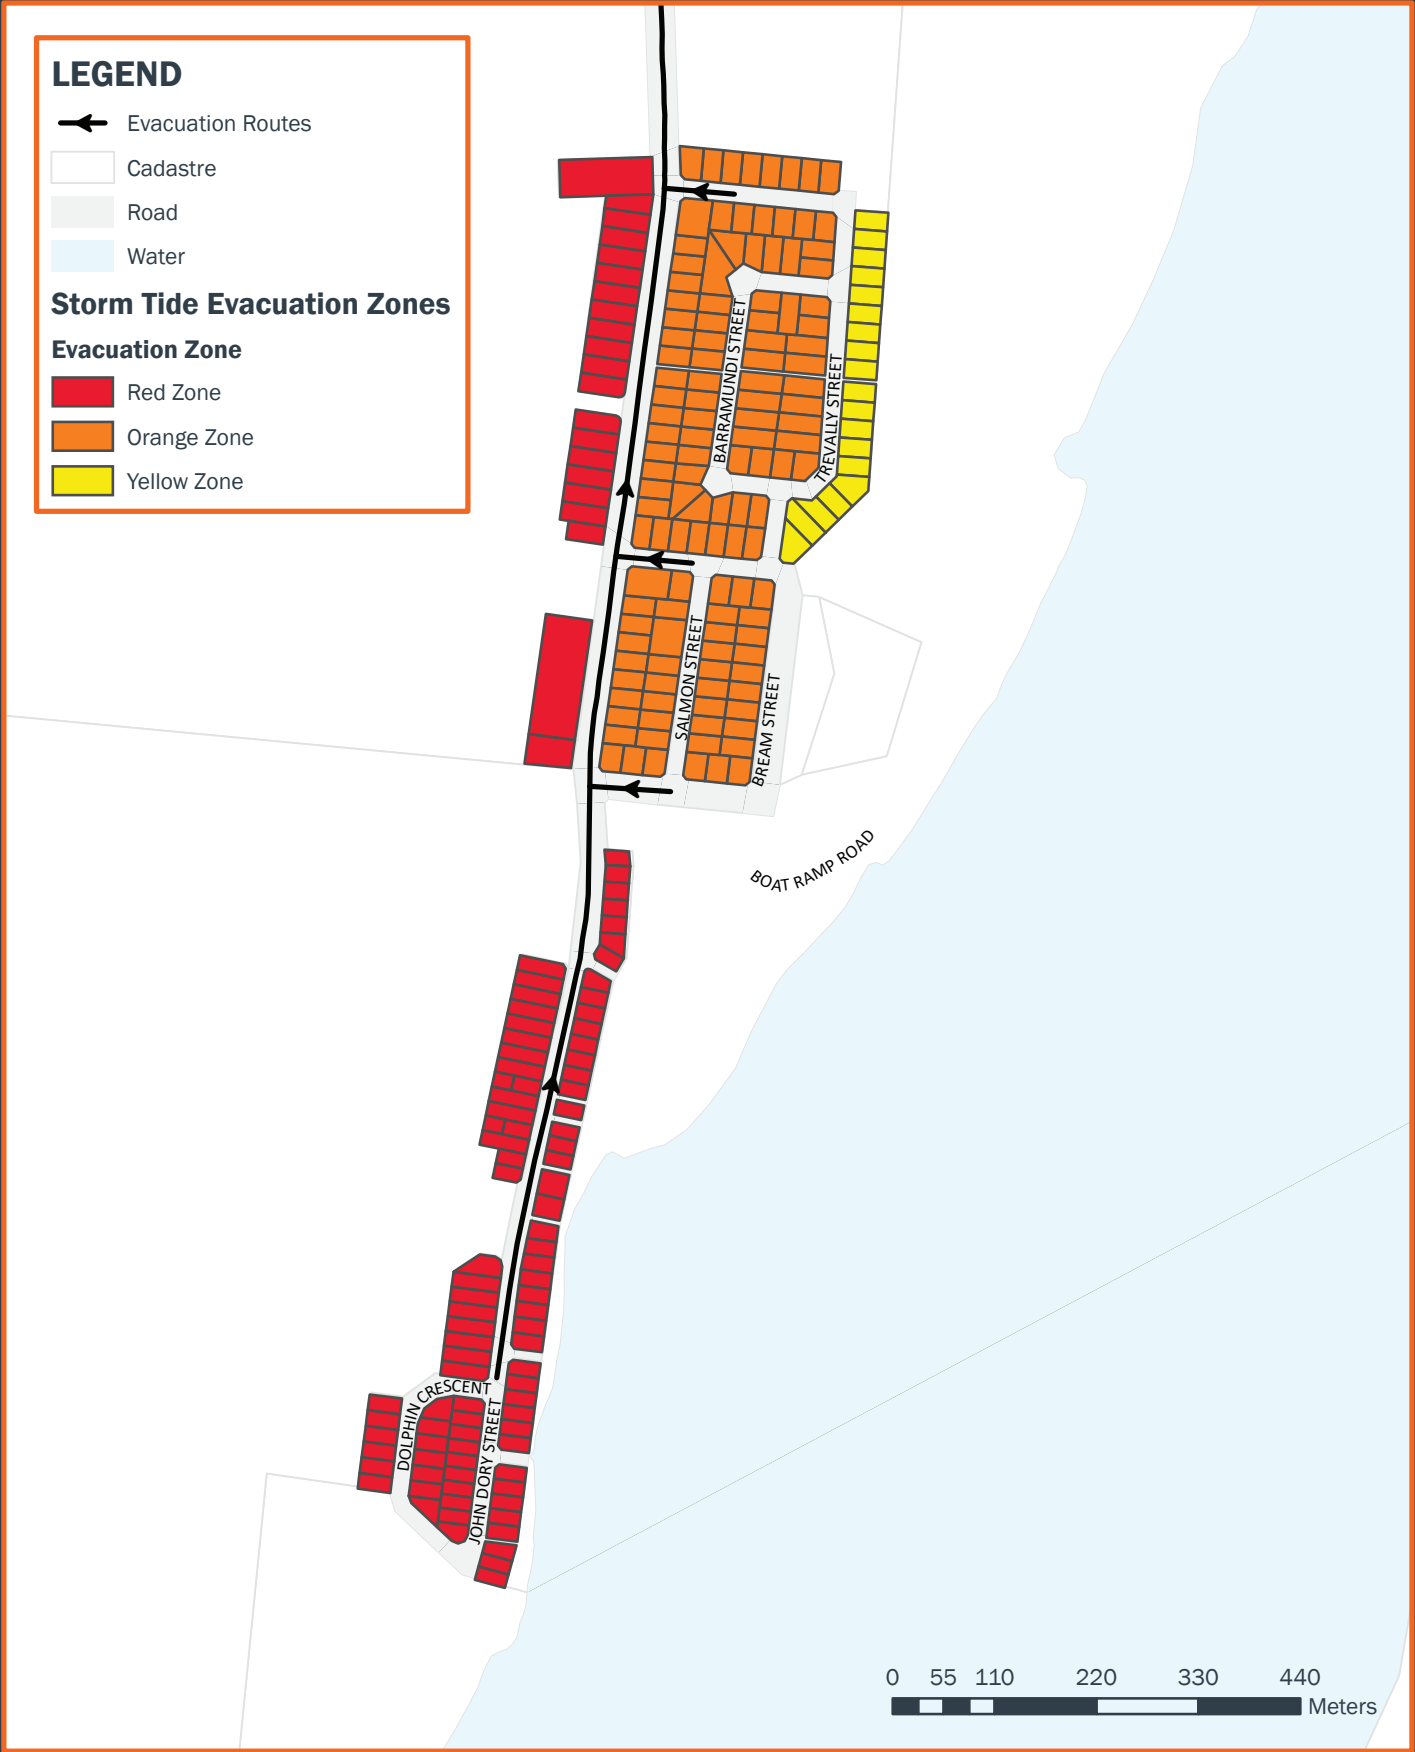 LEGEND
Evacuation Routes
Cadastre
Road
Water
Storm Tide Evacuation Zones
Evacuation Zone
Red Zone
Orange Zone
Yellow Zone
BARRAMUNDI STREET
TREVALLY STREET
SALMON STREET
BREAM STREET
BOAT RAMP ROAD
DOLPHIN CRESCENT
JOHN DORY STREET
0 55 110 220 330 440
Meters